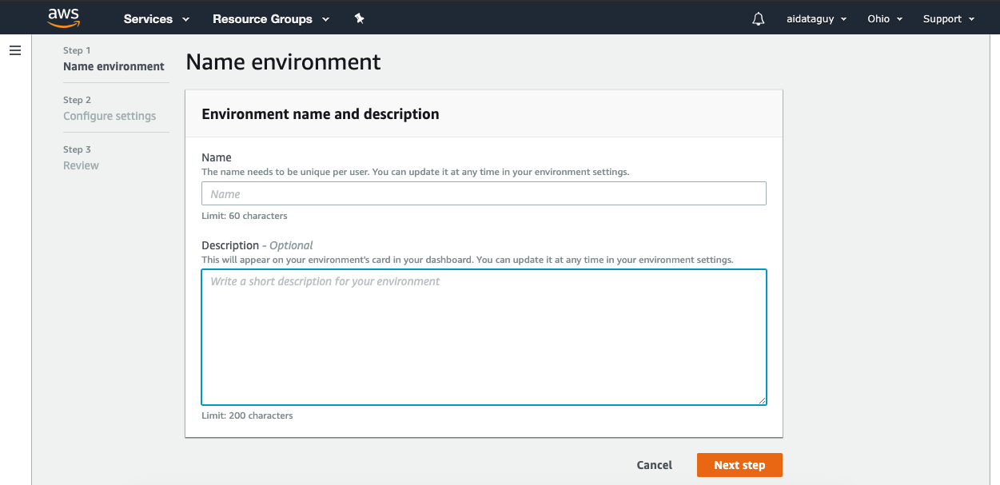 aws Services Resource Groups aidataguy Ohio Support
Step 1
Name environment
Step 2
Configure settings
Step 3
Review
Name environment
Environment name and description
Name
The name needs to be unique per user. You can update it at any time in your environment settings.
Name
Limit: 60 characters
Description - Optional
This will appear on your environment's card in your dashboard. You can update it at any time in your environment settings.
Write a short description for your environment
Limit: 200 characters
Cancel Next step